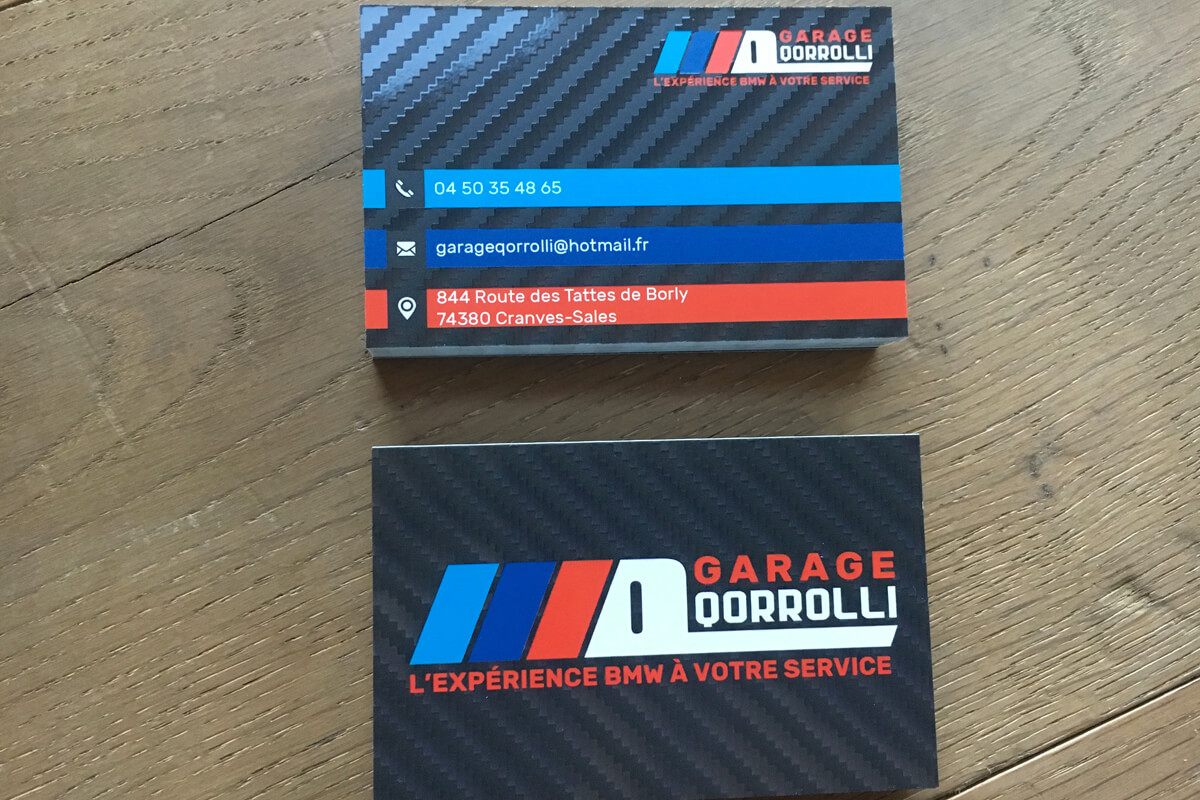 GARAGE
QORROLLI
L'EXPÉRIENCE BMW À VOTRE SERVICE
04 50 35 48 65
garageqorrolli@hotmail.fr
844 Route des Tattes de Borly
74380 Cranves-Sales
GARAGE
QORROLLI
L'EXPÉRIENCE BMW À VOTRE SERVICE